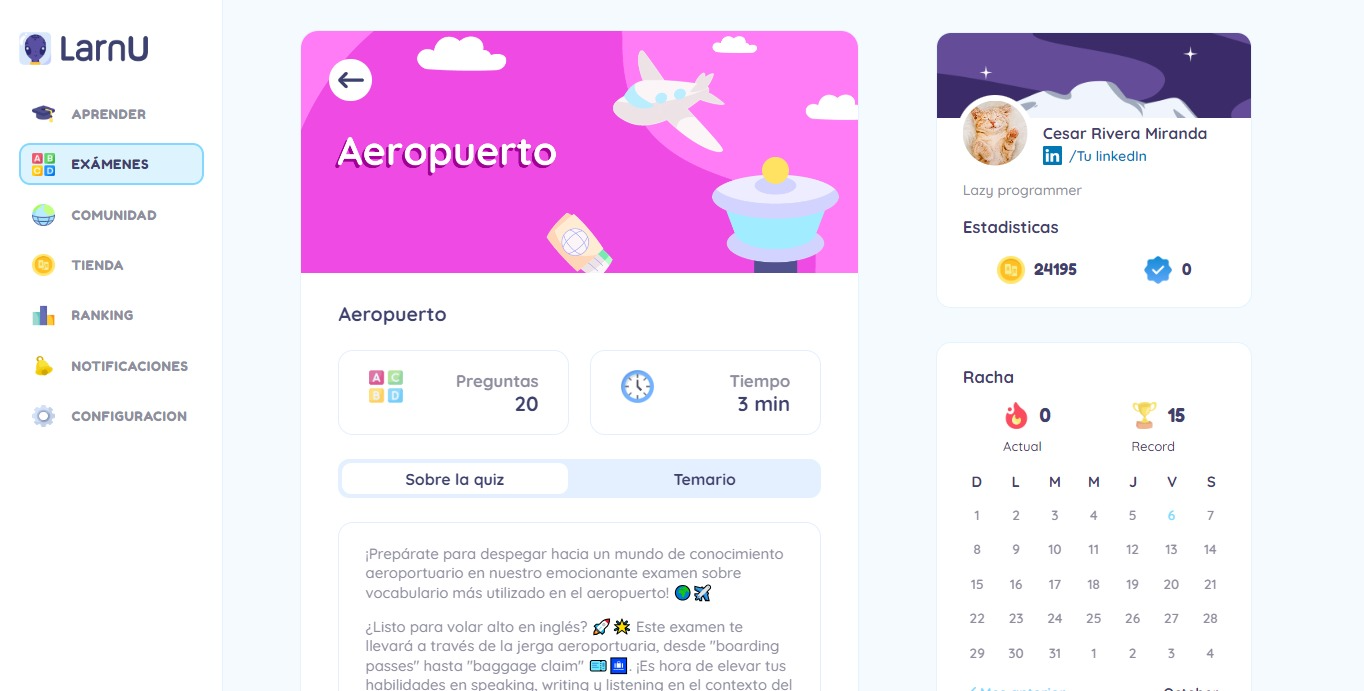 LarnU
APRENDER
EXÁMENES
COMUNIDAD
TIENDA
RANKING
NOTIFICACIONES
CONFIGURACION
Aeropuerto
Aeropuerto
Preguntas
20
Tiempo
3 min
Sobre la quiz
Temario
¡Prepárate para despegar hacia un mundo de conocimiento
aeroportuario en nuestro emocionante examen sobre
vocabulario más utilizado en el aeropuerto! 🌍✈️
¿Listo para volar alto en inglés? 🚀🌟 Este examen te
llevará a través de la jerga aeroportuaria, desde "boarding
passes" hasta "baggage claim" 🎫🛄. ¡Es hora de elevar tus
habilidades en speaking, writing y listening en el contexto del
Cesar Rivera Miranda
/Tu linkedIn
Lazy programmer
Estadisticas
24195
0
Racha
0
15
Actual
Record
D L M M J V S
1 2 3 4 5 6 7
8 9 10 11 12 13 14
15 16 17 18 19 20 21
22 23 24 25 26 27 28
29 30 31 1 2 3 4